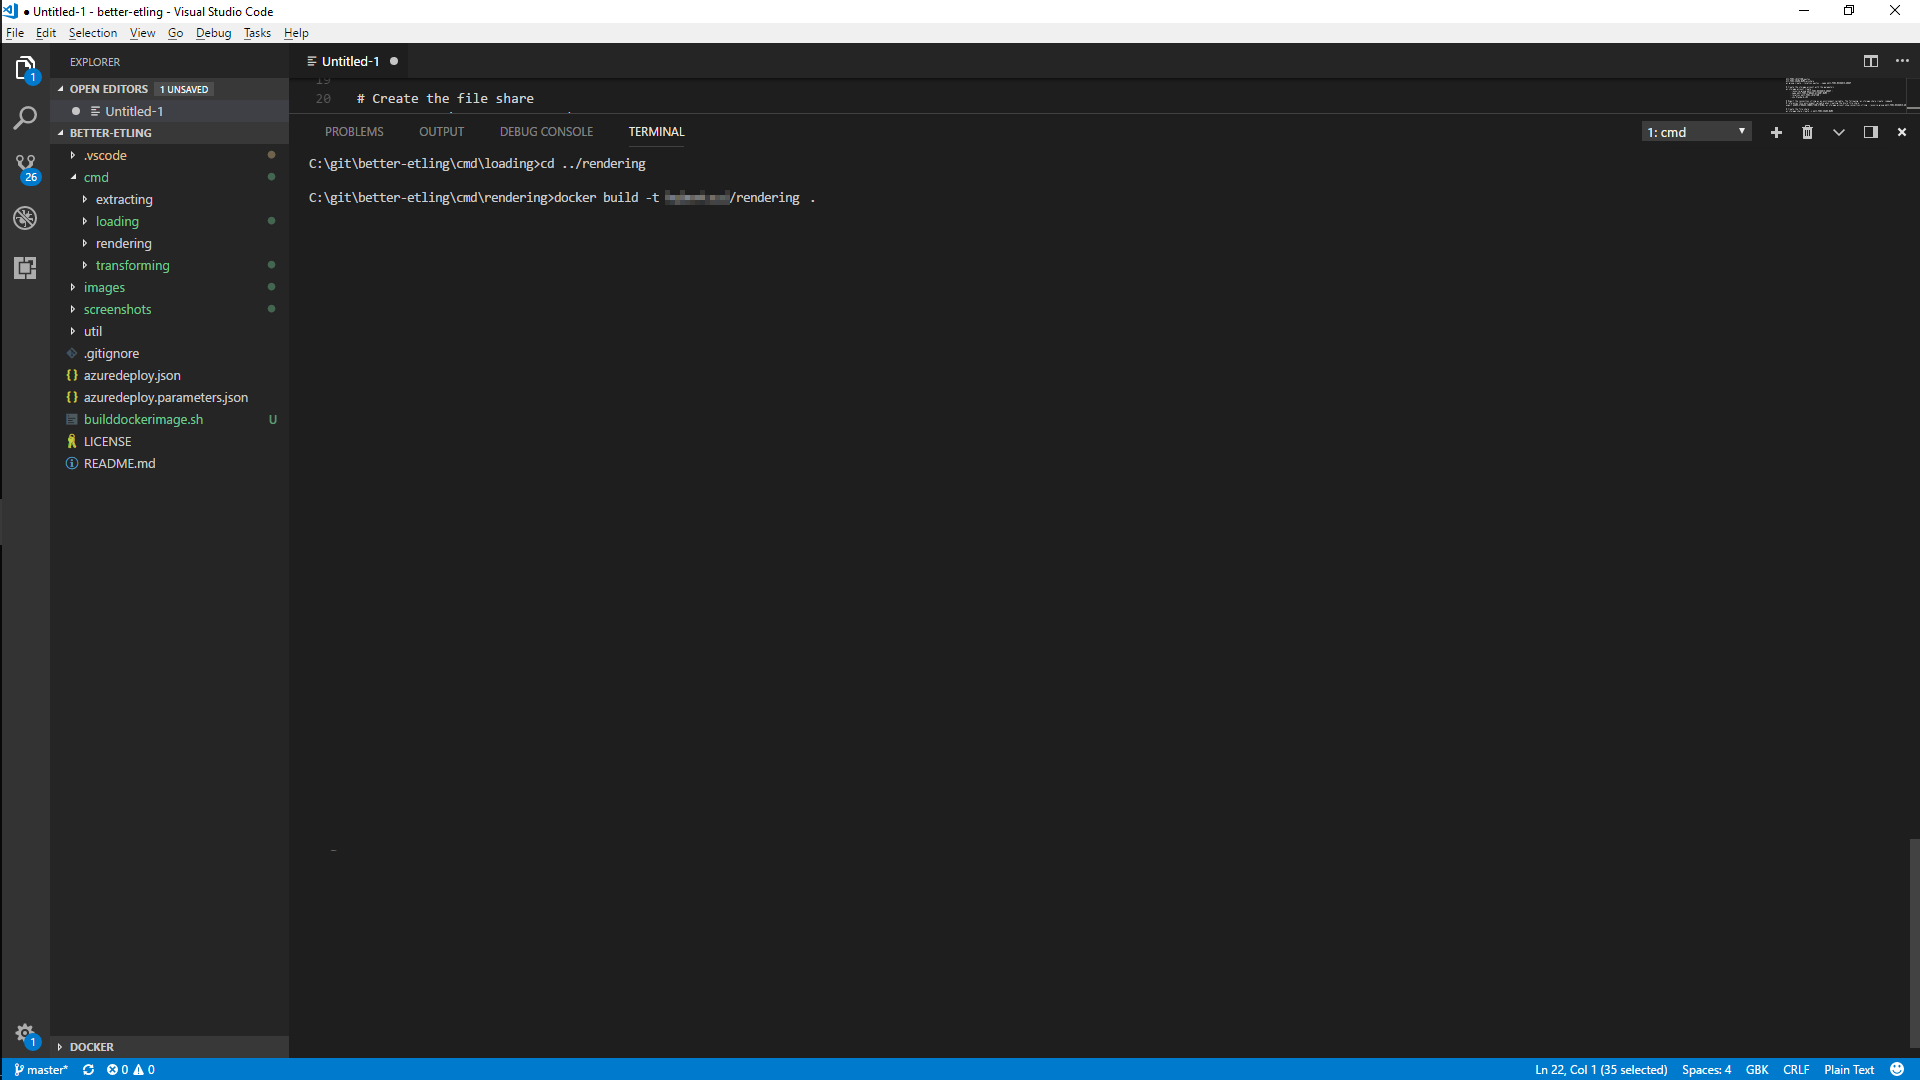 ● Untitled-1 - better-etling - Visual Studio Code
File Edit Selection View Go Debug Tasks Help
EXPLORER
OPEN EDITORS 1 UNSAVED
Untitled-1
BETTER-ETLING
.vscode
cmd
extracting
loading
rendering
transforming
images
screenshots
util
.gitignore
azuredeploy.json
azuredeploy.parameters.json
builddockerimage.sh U
LICENSE
README.md
DOCKER
1
26
1
Untitled-1
19
20 # Create the file share
PROBLEMS OUTPUT DEBUG CONSOLE TERMINAL
1: cmd
C:\git\better-etling\cmd\loading>cd ../rendering
C:\git\better-etling\cmd\rendering>docker build -t /rendering .
master* 0 0
Ln 22, Col 1 (35 selected) Spaces: 4 GBK CRLF Plain Text